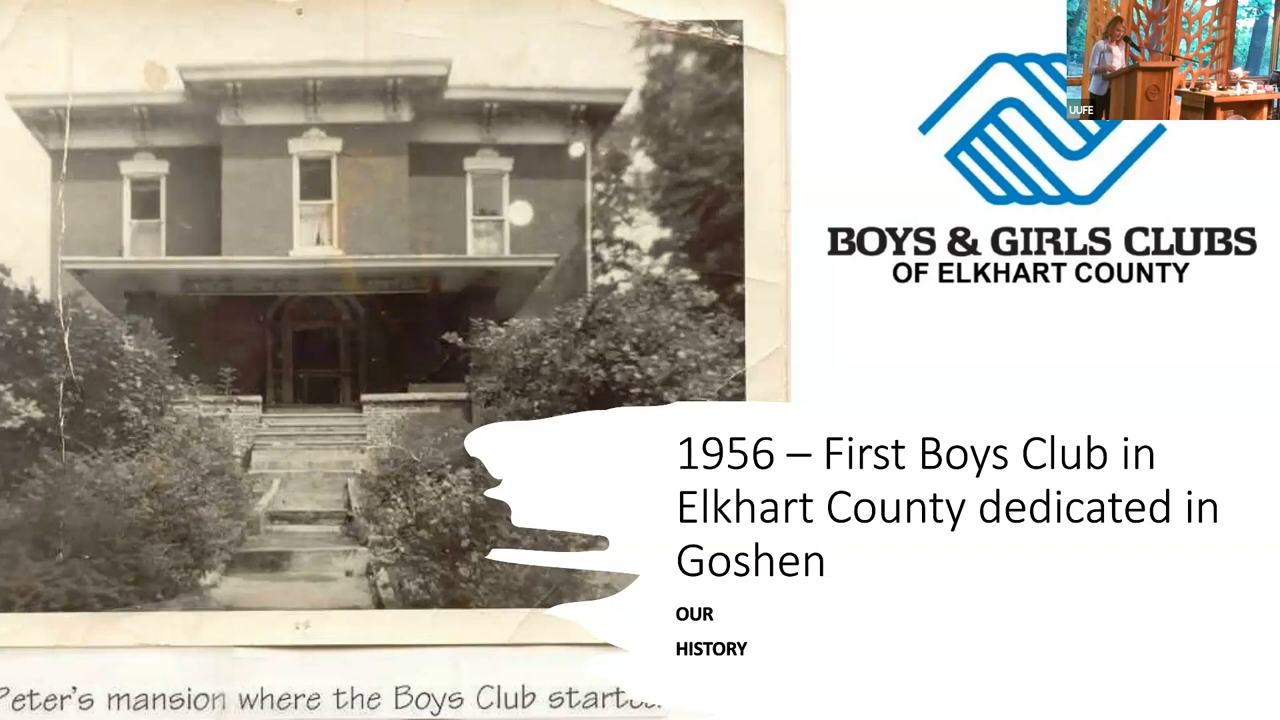 UUFE
BOYS & GIRLS CLUBS
OF ELKHART COUNTY
1956 – First Boys Club in
Elkhart County dedicated in
Goshen
OUR
HISTORY
Peter's mansion where the Boys Club